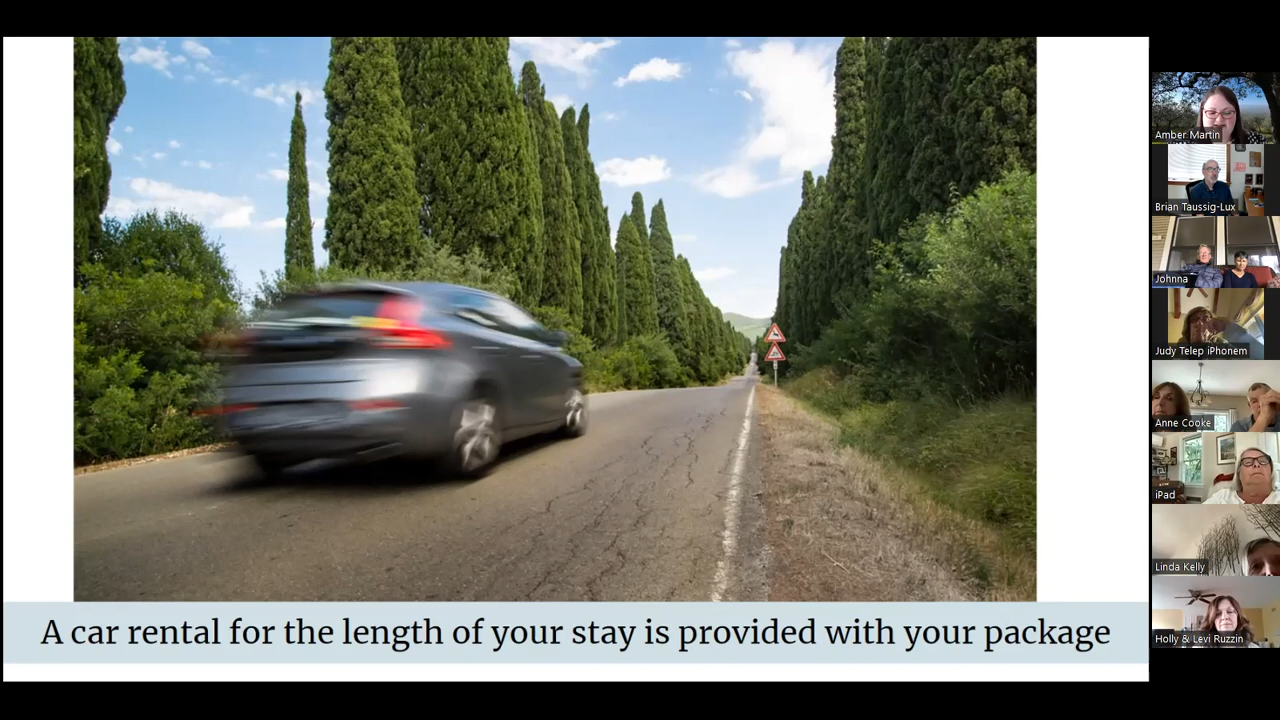 A car rental for the length of your stay is provided with your package
Amber Martin
Brian Taussig-Lux
Johnna
Judy Telep iPhonem
Anne Cooke
iPad
Linda Kelly
Holly & Levi Ruzzin